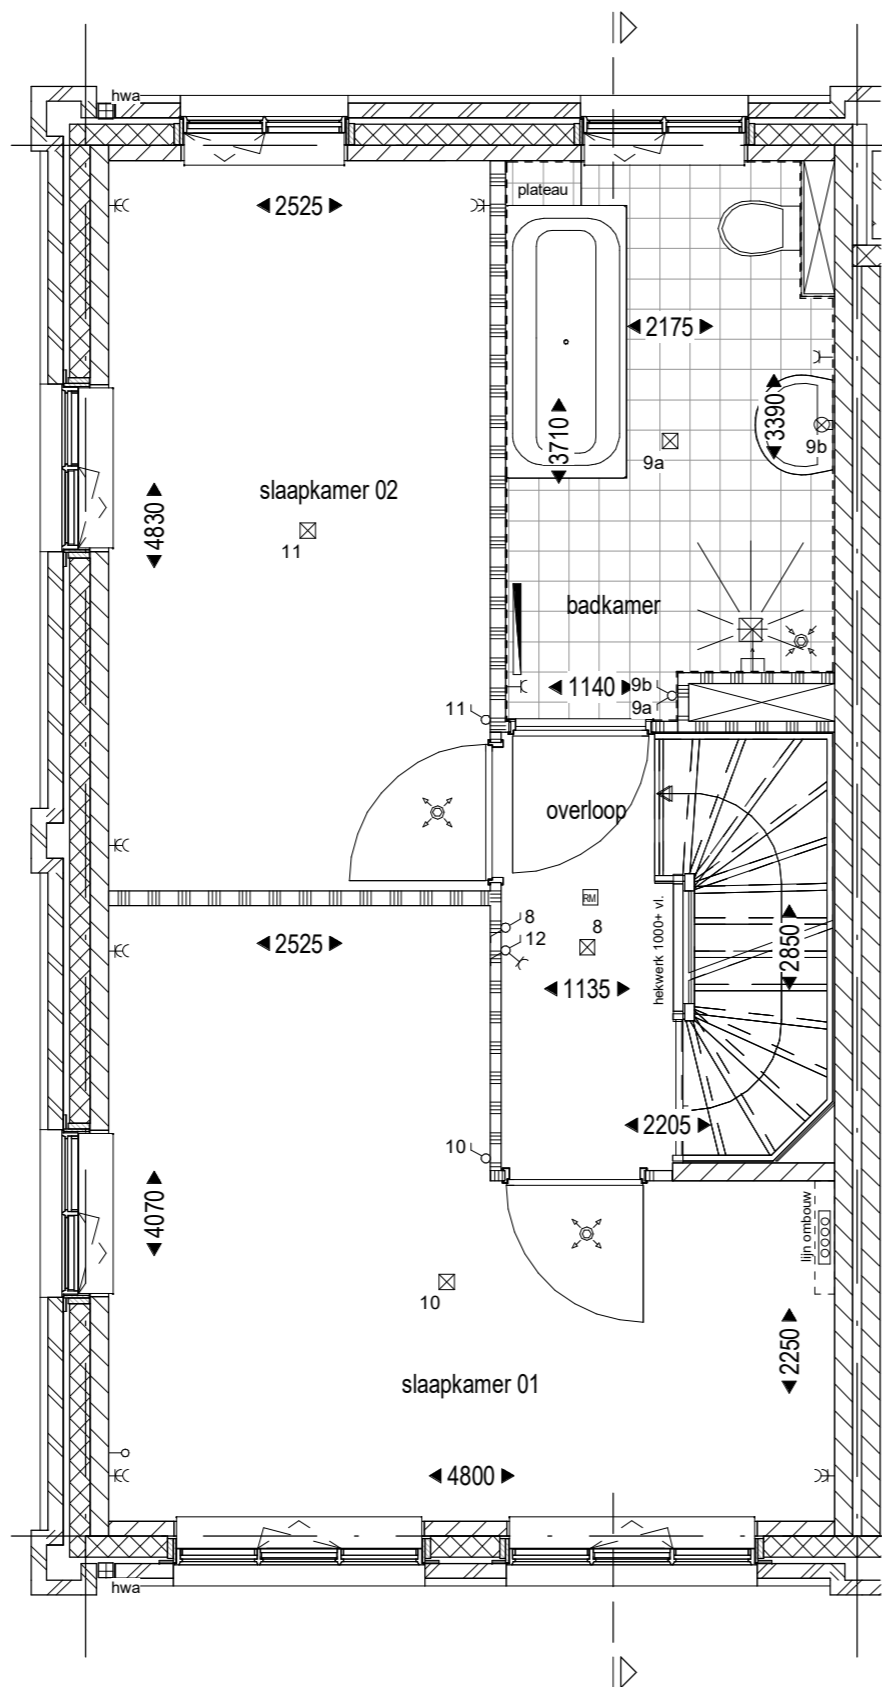 hwa
plateau
2525
2175
3710
3390
9b
9a
slaapkamer 02
11
4830
badkamer
1140
9b
9a
11
overloop
RM
8
8
12
hekwerk 1000+ vl.
2850
2525
1135
2205
10
4070
lijn ombouw
10
2250
slaapkamer 01
4800
hwa